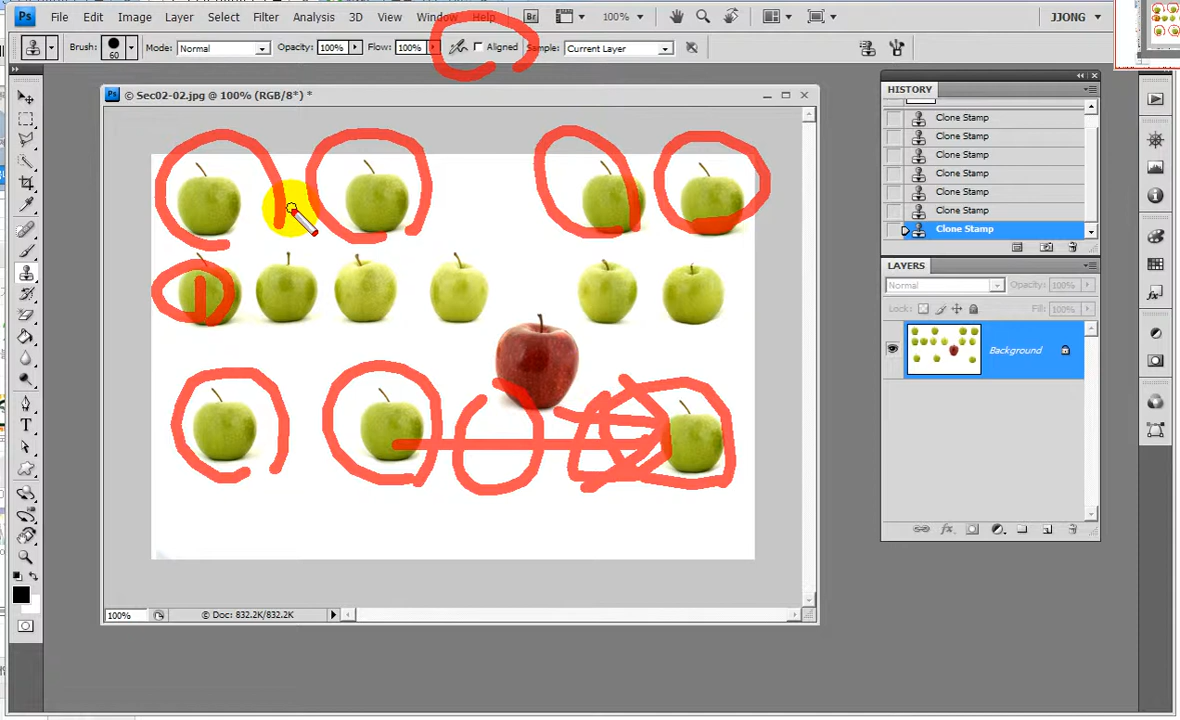 Ps File Edit Image Layer Select Filter Analysis 3D View Window Help Br 100% JJONG
Brush: 60 Mode: Normal Opacity: 100% Flow: 100% Aligned Sample: Current Layer
Ps © Sec02-02.jpg @ 100% (RGB/8*) *
HISTORY
Clone Stamp
Clone Stamp
Clone Stamp
Clone Stamp
Clone Stamp
Clone Stamp
Clone Stamp
LAYERS
Normal Opacity: 100%
Lock: Fill: 100%
Background
T
100% © Doc: 832.2K/832.2K